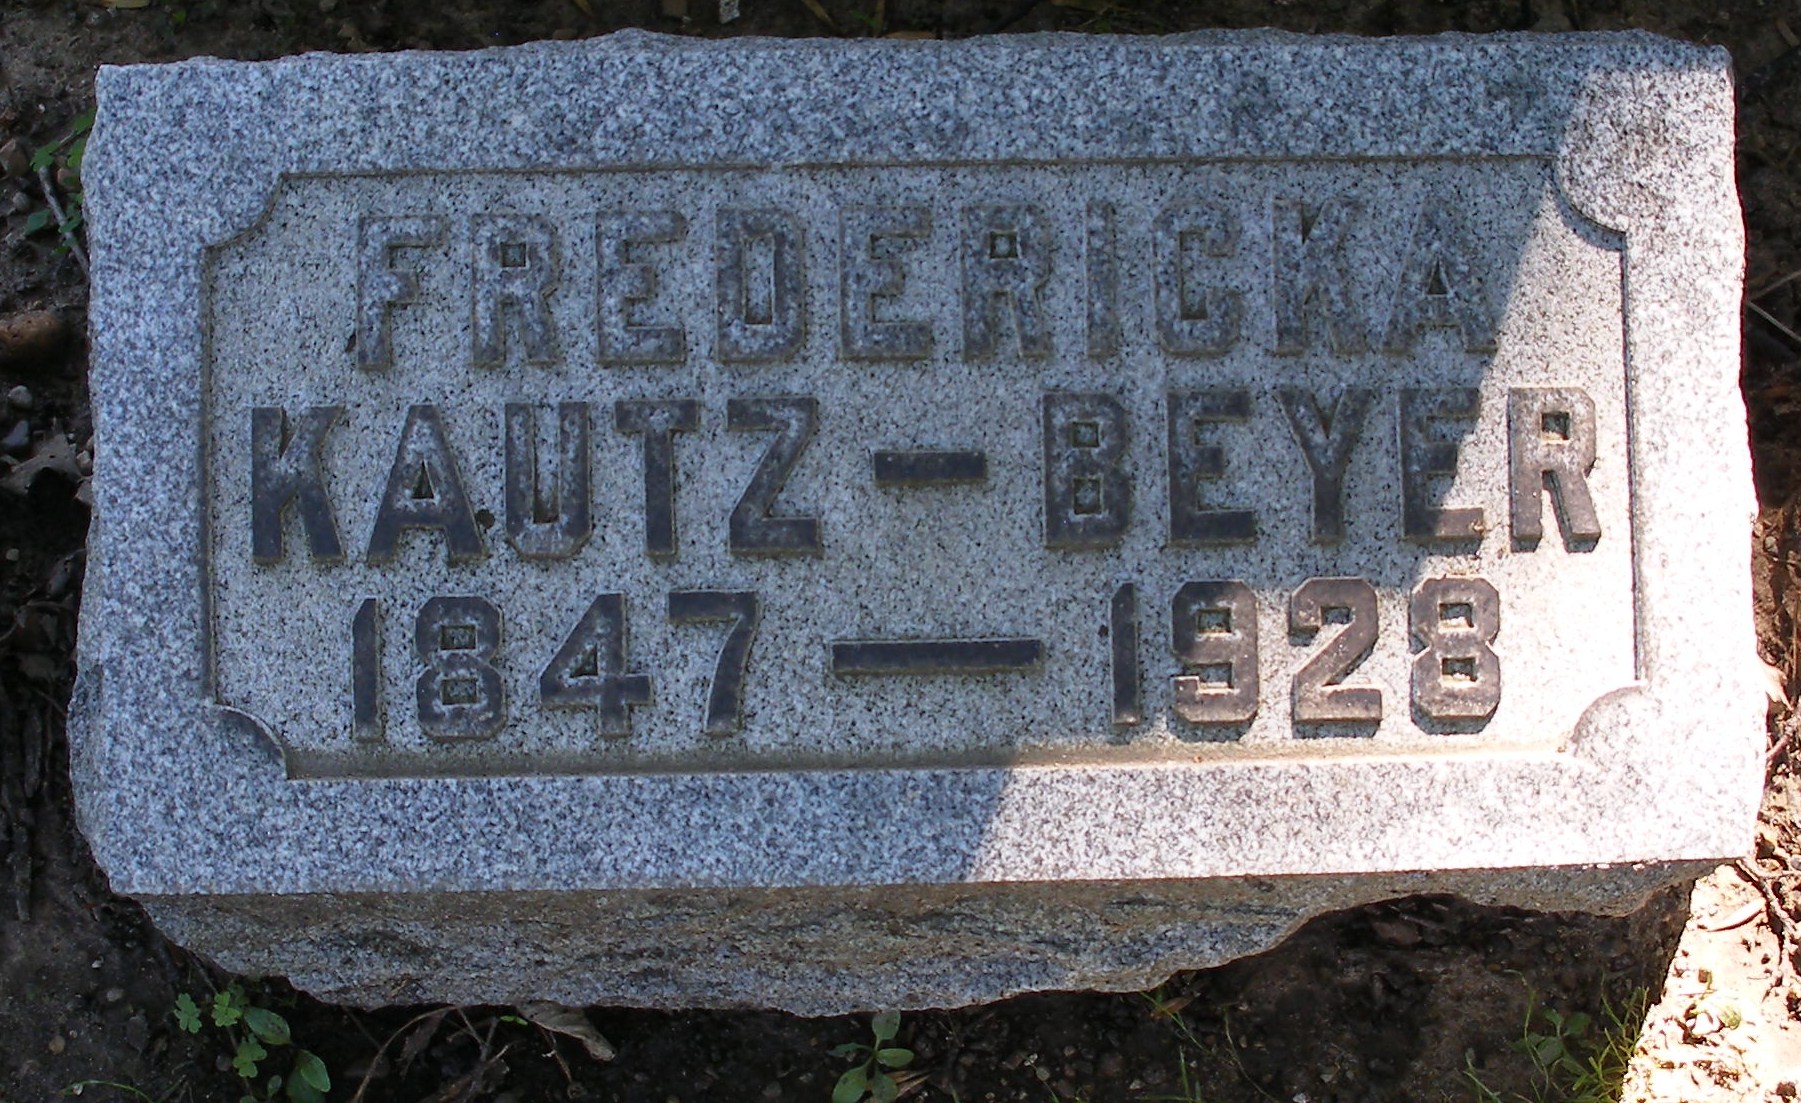 FREDERICKA
KAUTZ - BEYER
1847 — 1928